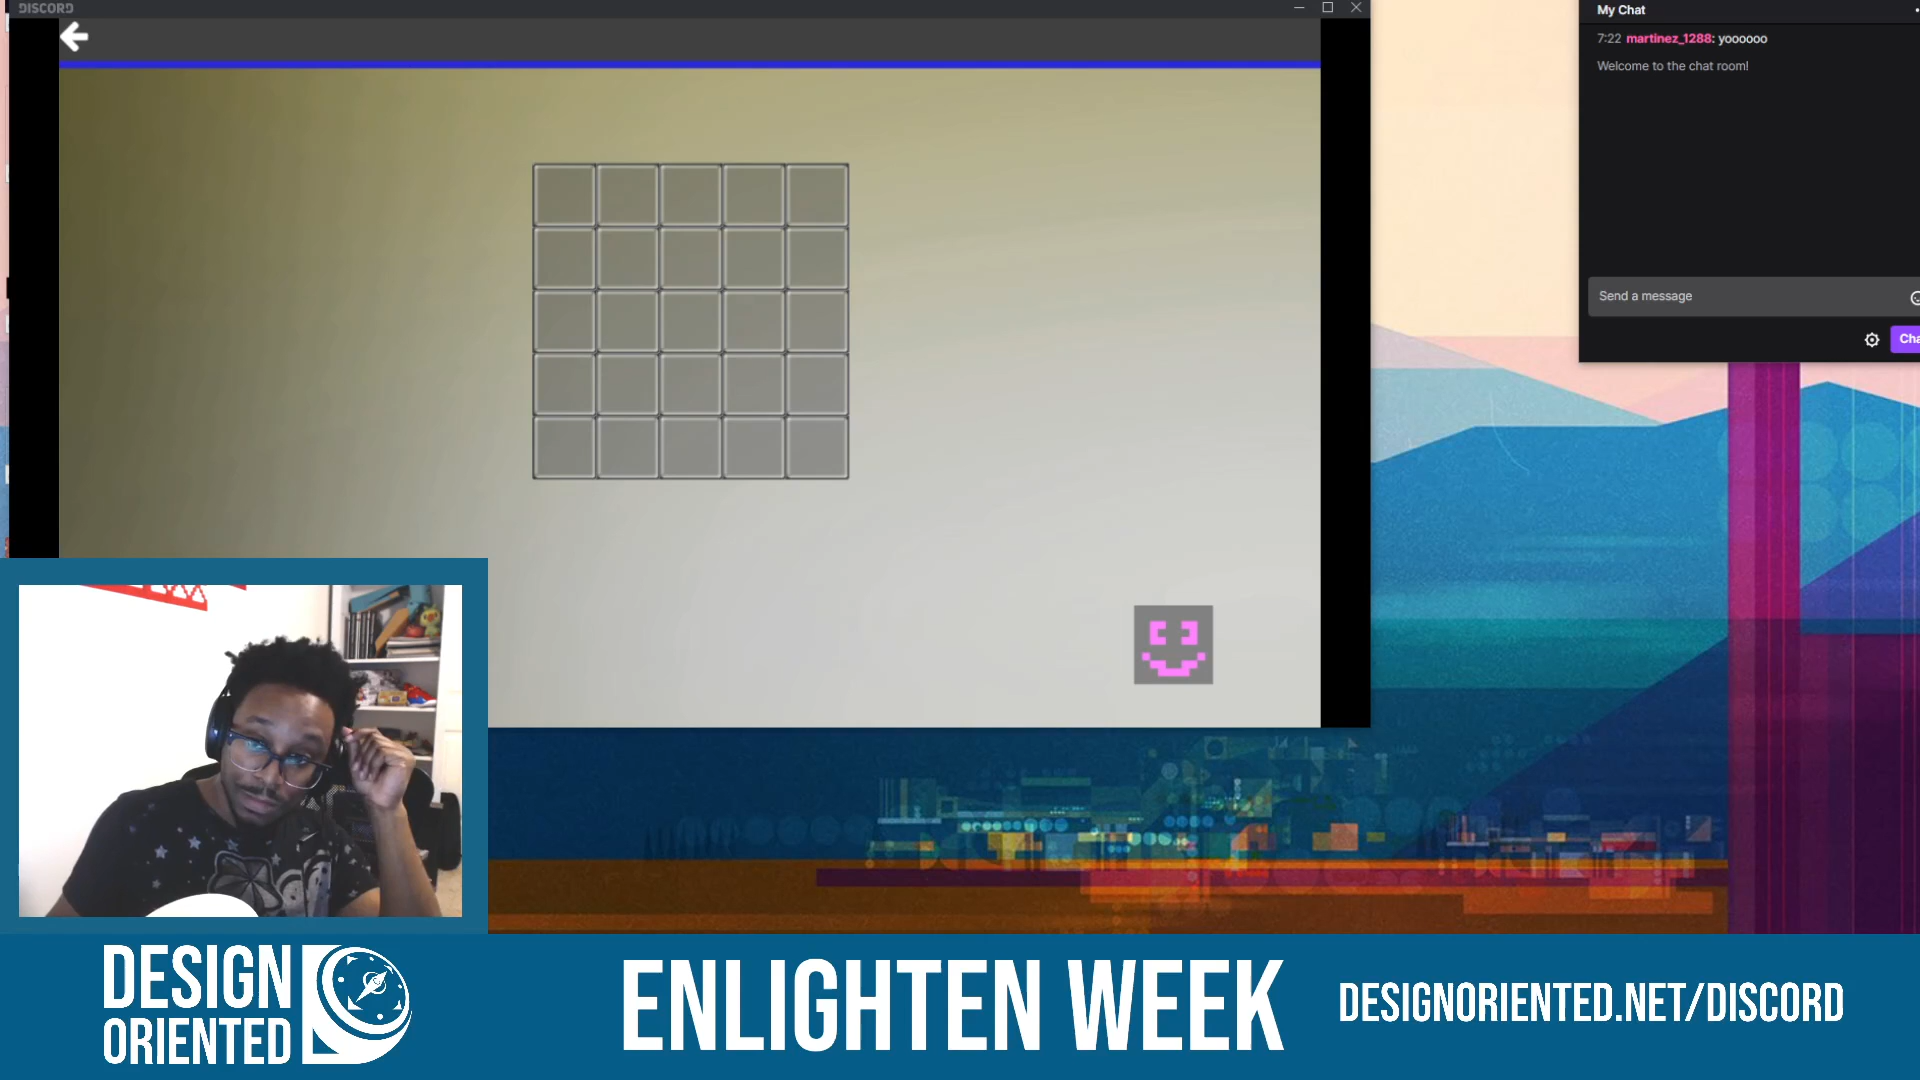 DISCORD
My Chat
7:22 martinez_1288: yoooooo
Welcome to the chat room!
Send a message
Cha
DESIGN
ORIENTED
ENLIGHTEN WEEK
DESIGNORIENTED.NET/DISCORD